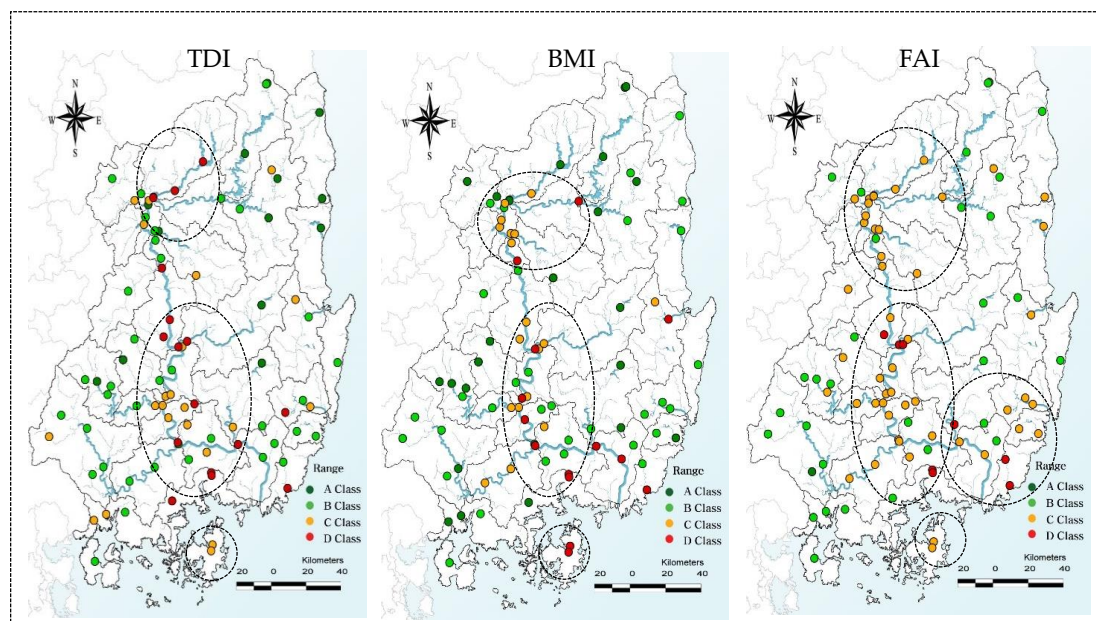 TDI
N
W E
S
Range
A Class
B Class
C Class
D Class
Kilometers
20 0 20 40
BMI
N
W E
S
Range
A Class
B Class
C Class
D Class
Kilometers
20 0 20 40
FAI
N
W E
S
Range
A Class
B Class
C Class
D Class
Kilometers
20 0 20 40